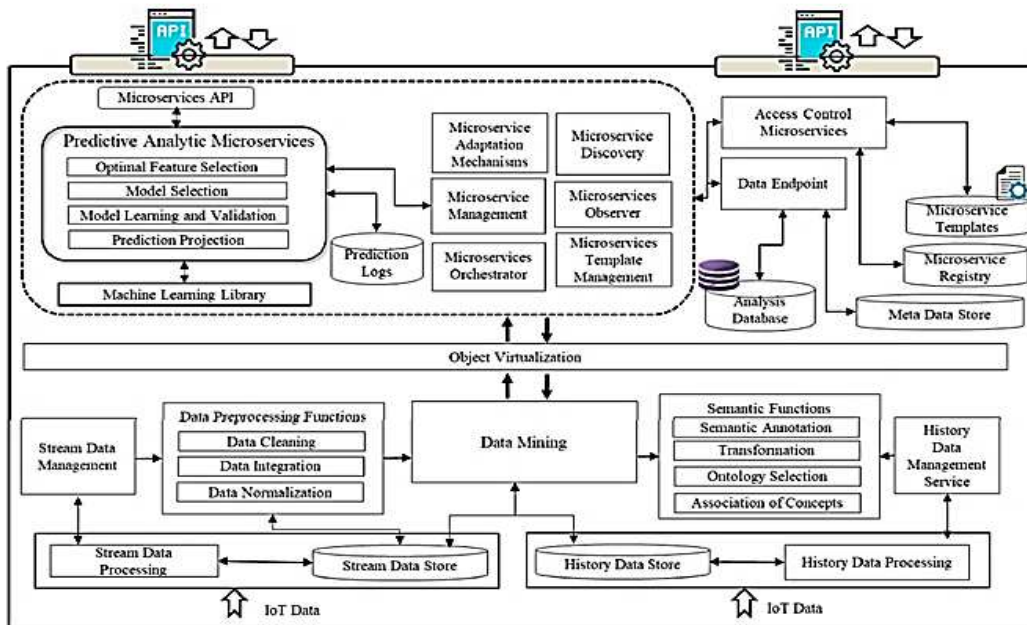 API
API
Microservices API
Predictive Analytic Microservices
Optimal Feature Selection
Model Selection
Model Learning and Validation
Prediction Projection
Machine Learning Library
Prediction
Logs
Microservice
Adaptation
Mechanisms
Microservice
Discovery
Microservice
Management
Microservices
Observer
Microservices
Orchestrator
Microservices
Template
Management
Access Control
Microservices
Data Endpoint
Microservice
Templates
Microservice
Registry
Analysis
Database
Meta Data Store
Object Virtualization
Stream Data
Management
Data Preprocessing Functions
Data Cleaning
Data Integration
Data Normalization
Data Mining
Semantic Functions
Semantic Annotation
Transformation
Ontology Selection
Association of Concepts
History
Data
Management
Service
Stream Data
Processing
Stream Data Store
History Data Store
History Data Processing
IoT Data
IoT Data